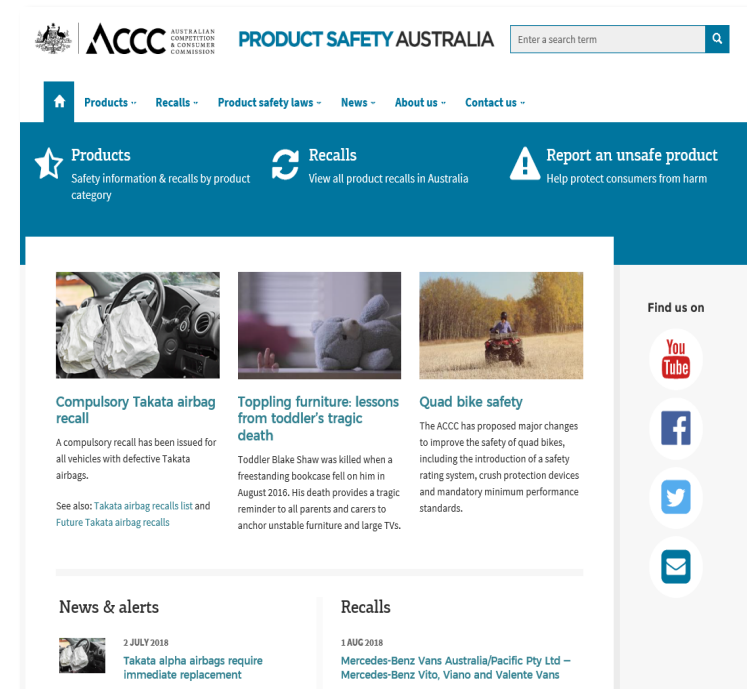 ACCC
AUSTRALIAN
COMPETITION
& CONSUMER
COMMISSION
PRODUCT SAFETY AUSTRALIA
Enter a search term
Products
Recalls
Product safety laws
News
About us
Contact us
Products
Safety information & recalls by product
category
Recalls
View all product recalls in Australia
Report an unsafe product
Help protect consumers from harm
Compulsory Takata airbag
recall
A compulsory recall has been issued for
all vehicles with defective Takata
airbags.
See also: Takata airbag recalls list and
Future Takata airbag recalls
Toppling furniture: lessons
from toddler's tragic
death
Toddler Blake Shaw was killed when a
freestanding bookcase fell on him in
August 2016. His death provides a tragic
reminder to all parents and carers to
anchor unstable furniture and large TVs.
Quad bike safety
The ACCC has proposed major changes
to improve the safety of quad bikes,
including the introduction of a safety
rating system, crush protection devices
and mandatory minimum performance
standards.
Find us on
You
Tube
News & alerts
2 JULY 2018
Takata alpha airbags require
immediate replacement
Recalls
1 AUG 2018
Mercedes-Benz Vans Australia/Pacific Pty Ltd —
Mercedes-Benz Vito, Viano and Valente Vans